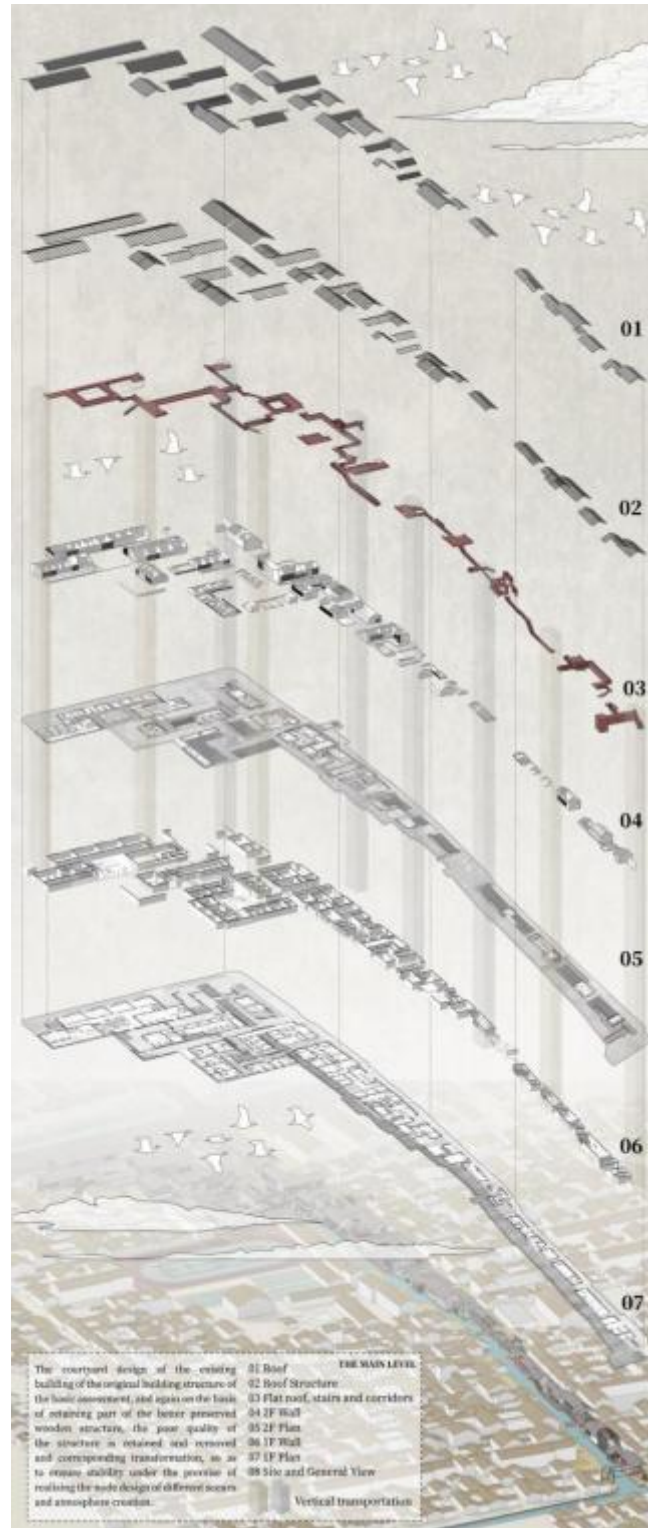 01
02
03
04
05
06
07
The courtyard design of the existing
building of the original building structure of
the basic assessment, and again on the basis
of retaining part of the better preserved
wooden structure, the poor quality of
the structure is retained and removed
and corresponding transformation, so as
to ensure stability under the premise of
realising the node design of different scenes
and atmosphere creation.
THE MAIN LEVEL
01 Roof
02 Roof Structure
03 Flat roof, stairs and corridors
04 2F Wall
05 2F Plan
06 1F Wall
07 1F Plan
08 Site and General View
Vertical transportation